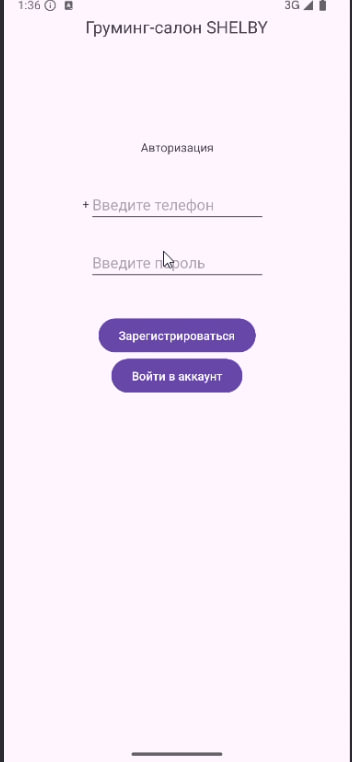 1:36
3G
Груминг-салон SHELBY
Авторизация
+ Введите телефон
Введите пароль
Зарегистрироваться
Войти в аккаунт